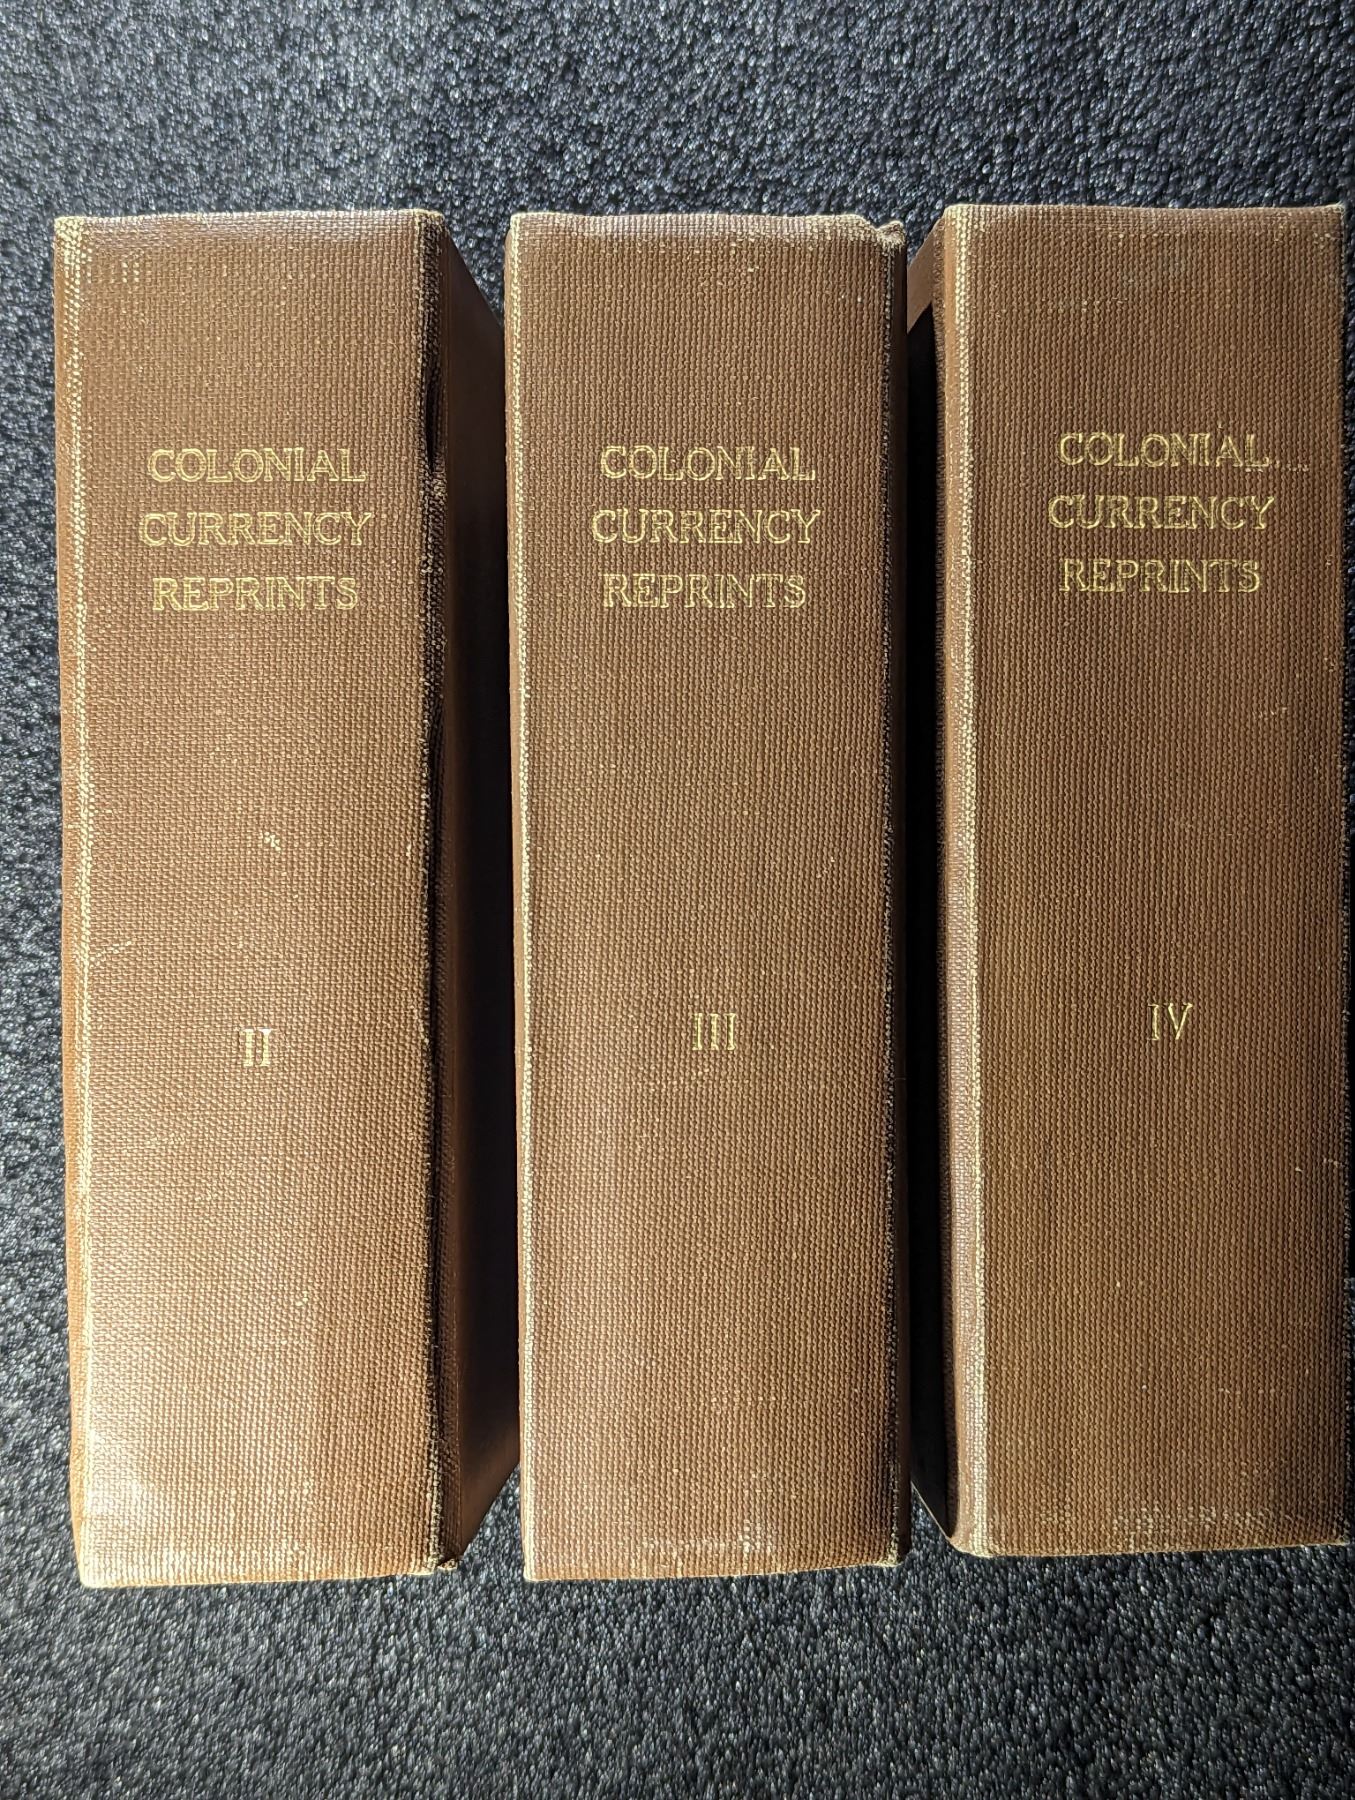 COLONIAL
CURRENCY
REPRINTS
II
COLONIAL
CURRENCY
REPRINTS
III
COLONIAL
CURRENCY
REPRINTS
IV